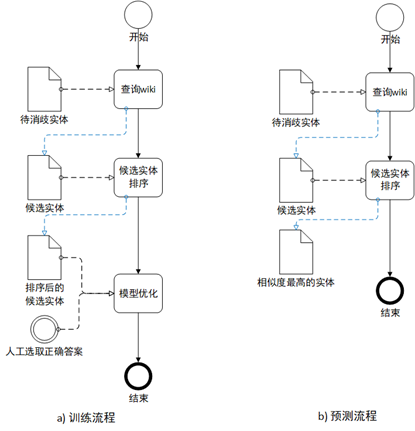 开始
查询wiki
待消歧实体
候选实体
排序
候选实体
排序后的
候选实体
模型优化
人工选取正确答案
结束
a) 训练流程
开始
查询wiki
待消歧实体
候选实体
排序
候选实体
相似度最高的实体
结束
b) 预测流程